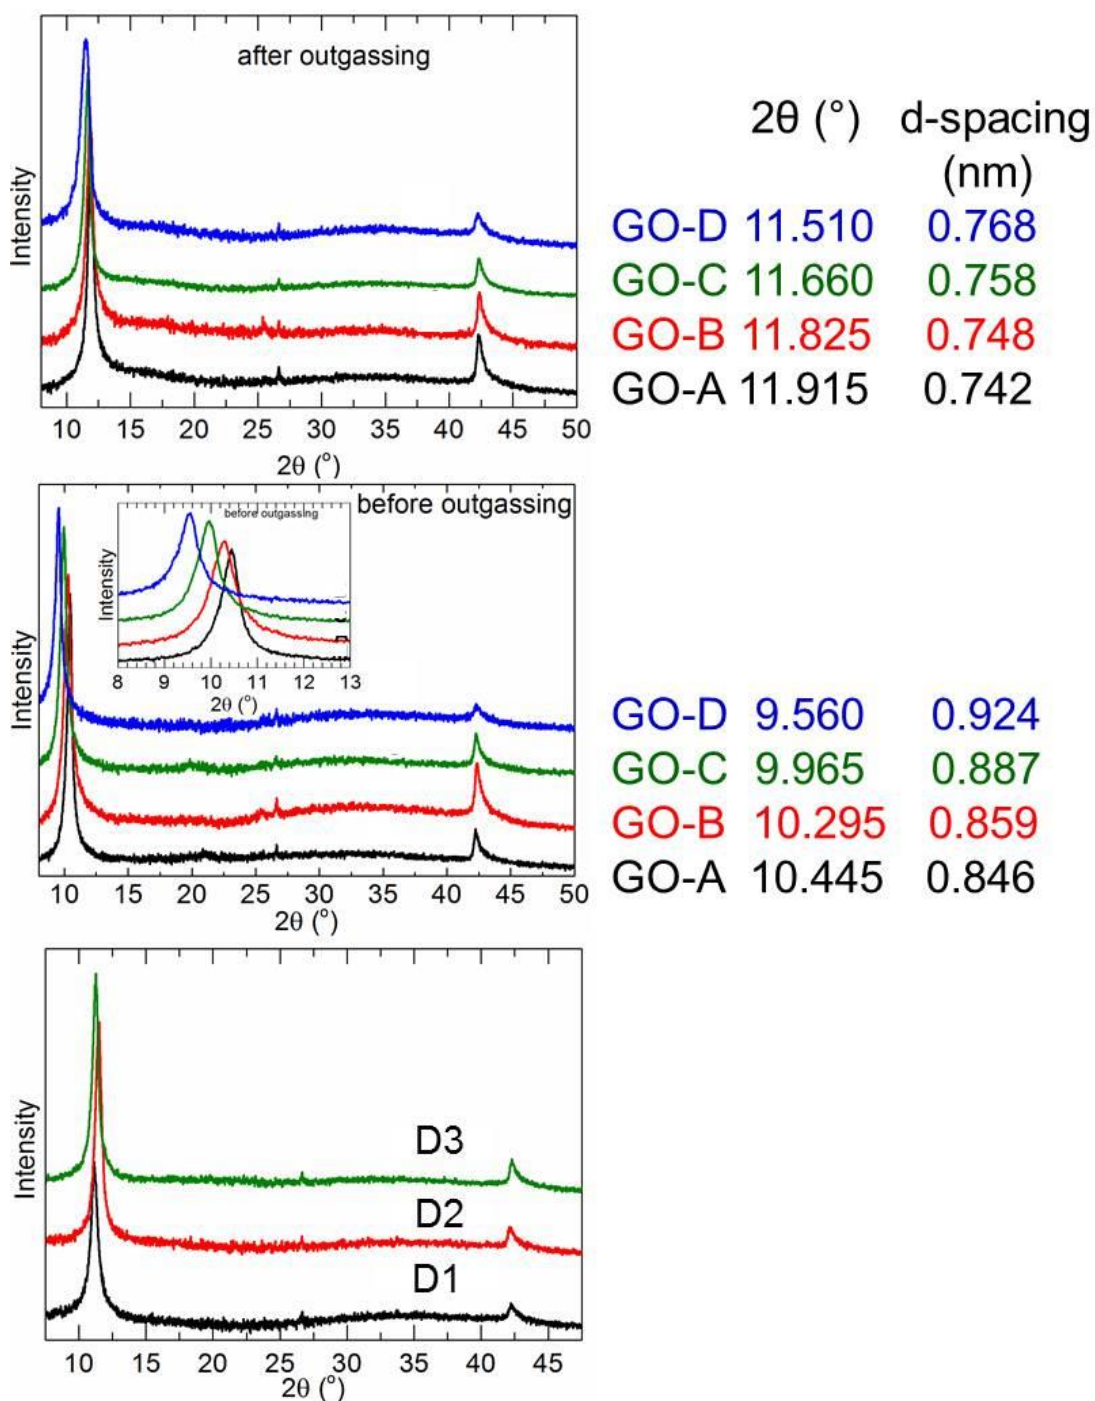 after outgassing
Intensity
10 15 20 25 30 35 40 45 50
2θ (°)
2θ (°) d-spacing
(nm)
GO-D 11.510 0.768
GO-C 11.660 0.758
GO-B 11.825 0.748
GO-A 11.915 0.742
before outgassing
before outgassing
Intensity
8 9 10 11 12 13
2θ (°)
Intensity
10 15 20 25 30 35 40 45 50
2θ (°)
GO-D 9.560 0.924
GO-C 9.965 0.887
GO-B 10.295 0.859
GO-A 10.445 0.846
D3
D2
D1
Intensity
10 15 20 25 30 35 40 45
2θ (°)